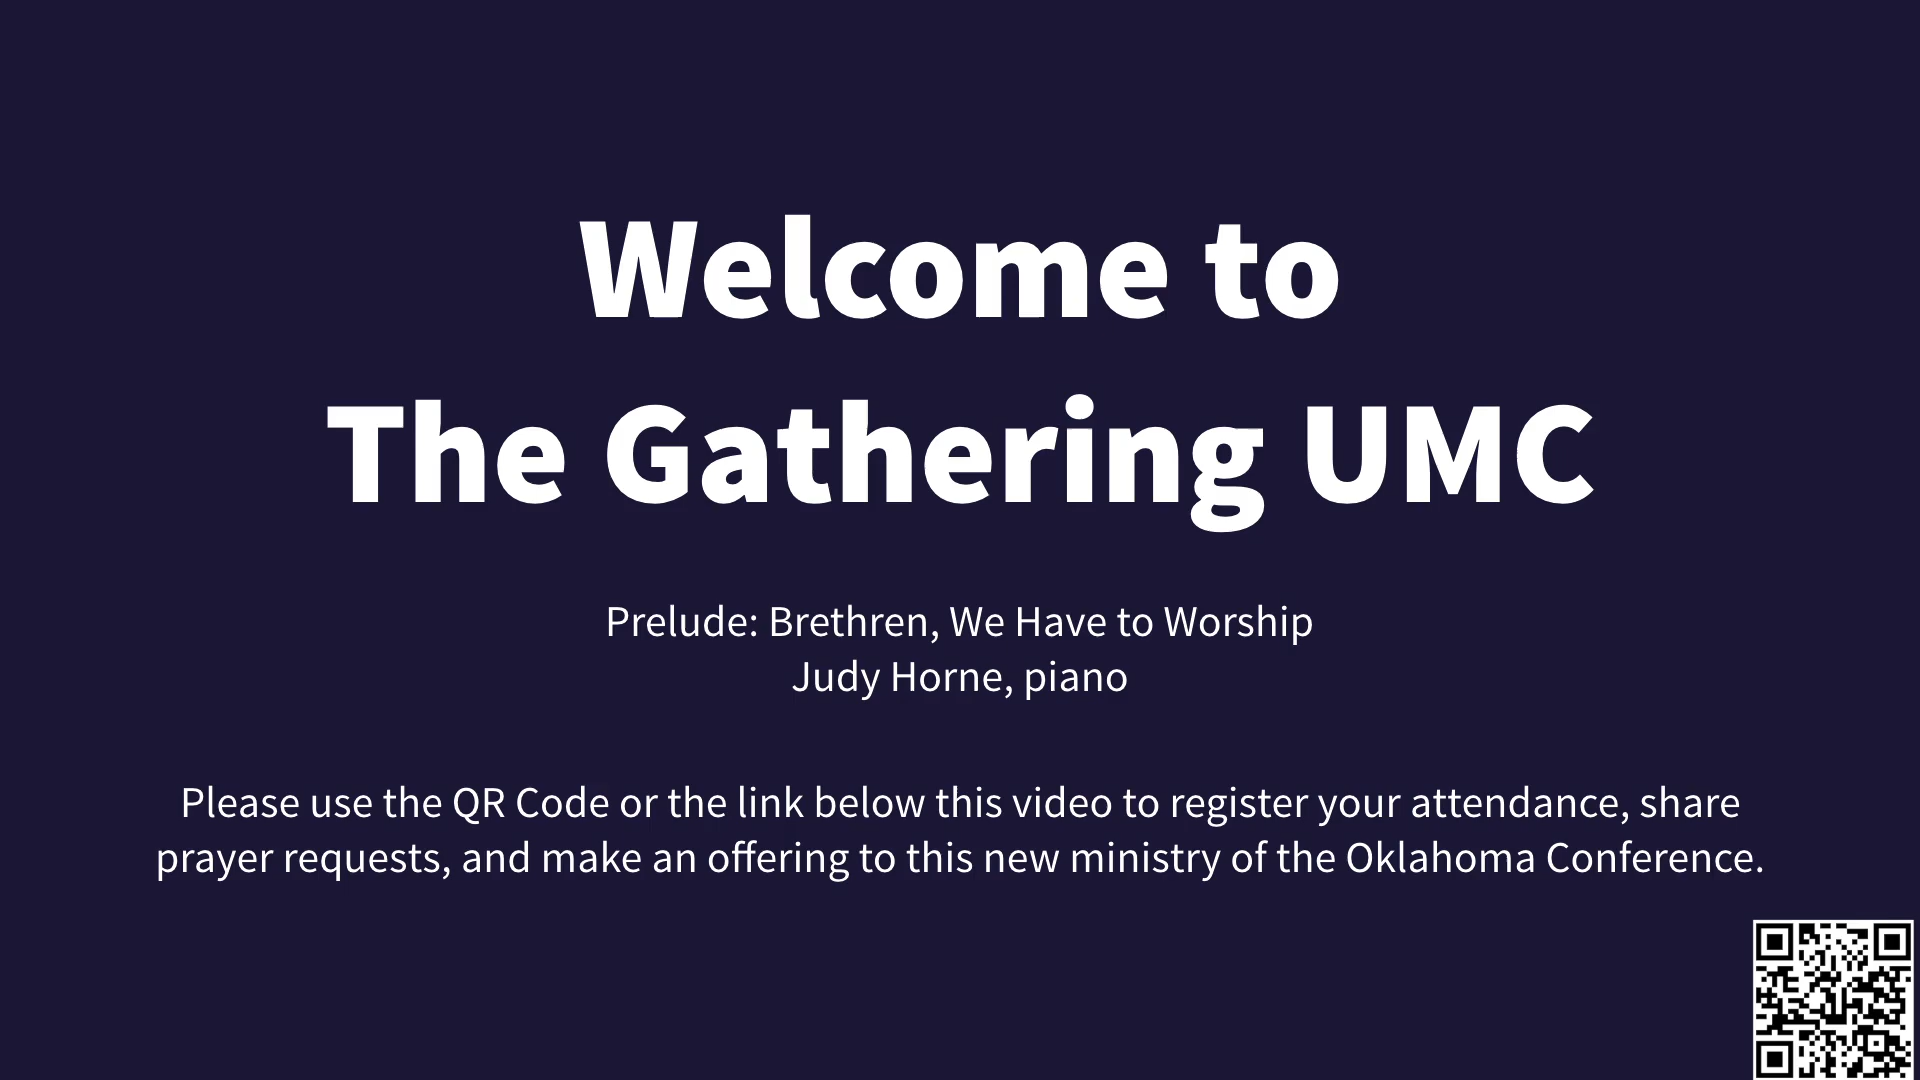 Welcome to
The Gathering UMC
Prelude: Brethren, We Have to Worship
Judy Horne, piano
Please use the QR Code or the link below this video to register your attendance, share
prayer requests, and make an offering to this new ministry of the Oklahoma Conference.